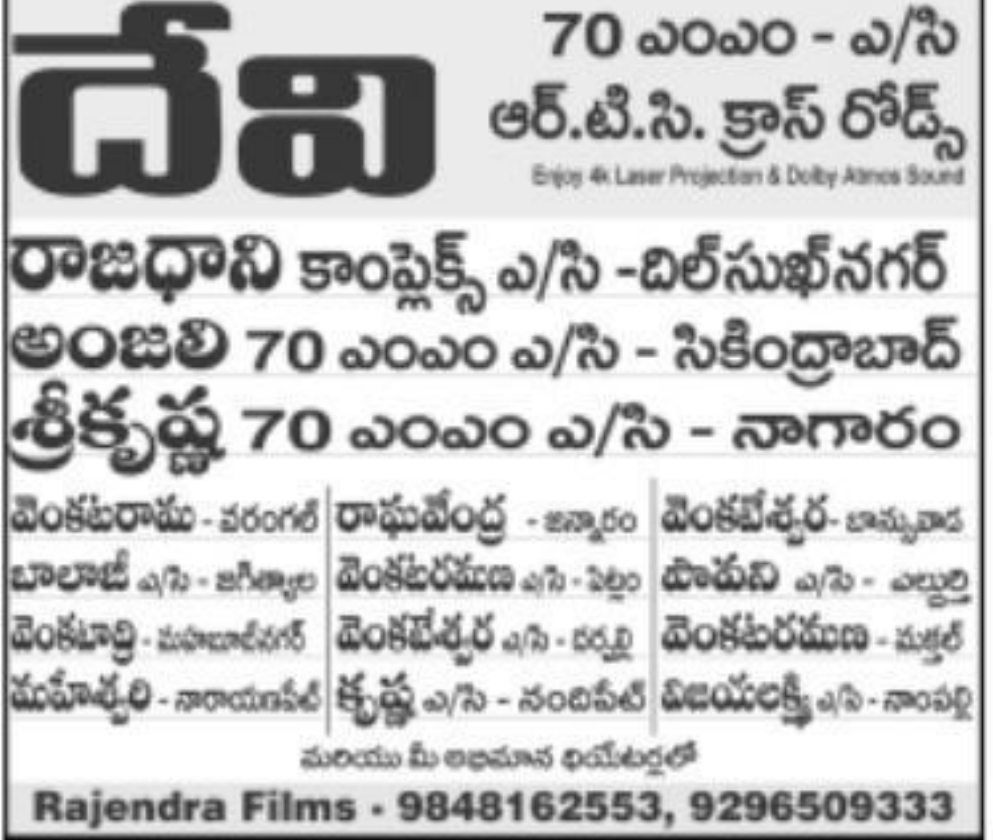 దేవి
70 ఎంఎం - ఎ/సి
ఆర్.టి.సి. క్రాస్ రోడ్స్
Enjoy 4k Laser Projection & Dolby Atmos Sound
రాజధాని కాంప్లెక్స్ ఎ/సి -దిల్‌సుఖ్‌నగర్
అంజలి 70 ఎంఎం ఎ/సి - సికింద్రాబాద్
శ్రీకృష్ణ 70 ఎంఎం ఎ/సి - నాగారం
వెంకటరామ - వరంగల్
బాలాజీ ఎ/సి - జగిత్యాల
వెంకటాద్రి - మహబూబ్‌నగర్
మహేశ్వరి - నారాయణపేట్
రాఘవేంద్ర - జన్నారం
వెంకటరమణ ఎ/సి - పిట్లం
వెంకటేశ్వర ఎ/సి - దర్పల్లి
కృష్ణ ఎ/సి - నందిపేట్
వెంకటేశ్వర- బాన్సువాడ
పావని ఎ/సి - ఎల్దుర్తి
వెంకటరమణ - మక్తల్
విజయలక్ష్మి ఎ/సి - నాంపల్లి
మరియు మీ అభిమాన థియేటర్లలో
Rajendra Films - 9848162553, 9296509333